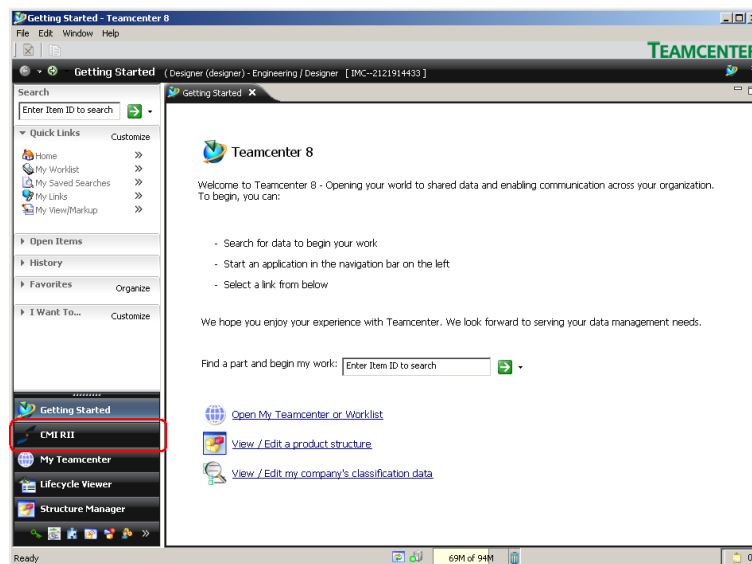 Getting Started - Teamcenter 8
File Edit Window Help
TEAMCENTER
Getting Started ( Designer (designer) - Engineering / Designer [ IMC--2121914433 ] )
Search
Enter Item ID to search
Quick Links Customize
Home
My Worklist
My Saved Searches
My Links
My View/Markup
Open Items
History
Favorites Organize
I Want To... Customize
Getting Started
CMI RII
My Teamcenter
Lifecycle Viewer
Structure Manager
Getting Started
Teamcenter 8
Welcome to Teamcenter 8 - Opening your world to shared data and enabling communication across your organization.
To begin, you can:
- Search for data to begin your work
- Start an application in the navigation bar on the left
- Select a link from below
We hope you enjoy your experience with Teamcenter. We look forward to serving your data management needs.
Find a part and begin my work: Enter Item ID to search
Open My Teamcenter or Worklist
View / Edit a product structure
View / Edit my company's classification data
Ready
69M of 94M
0